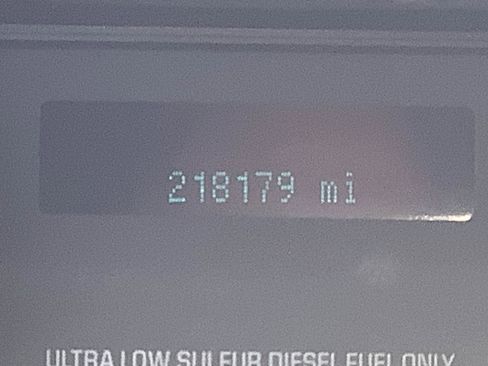 218179 mi
ULTRA LOW SULFUR DIESEL FUEL ONLY